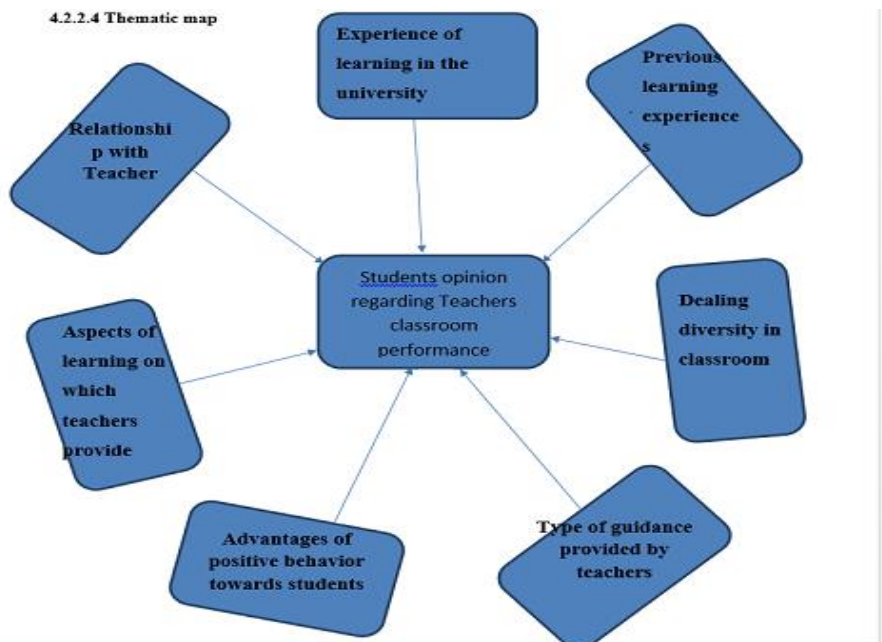 4.2.2.4 Thematic map
Experience of
learning in the
university
Previous
learning
experience
s
Relationshi
p with
Teacher
Students opinion
regarding Teachers
classroom
performance
Dealing
diversity in
classroom
Aspects of
learning on
which
teachers
provide
Advantages of
positive behavior
towards students
Type of guidance
provided by
teachers